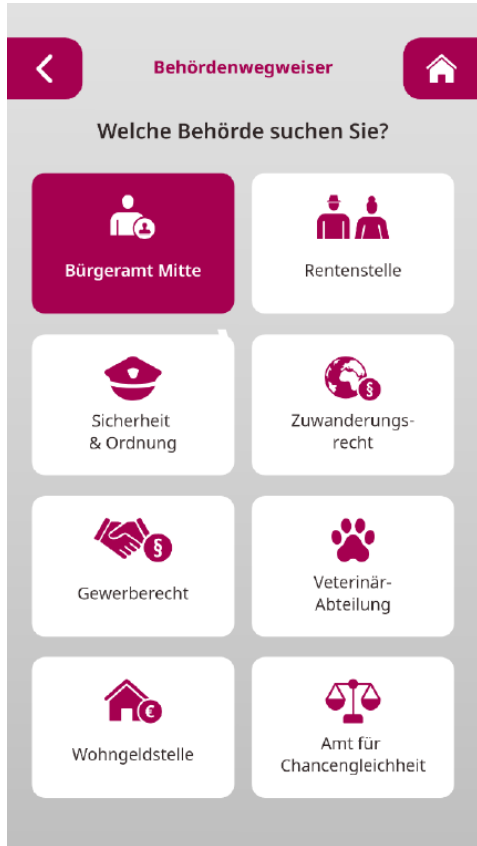 Behördenwegweiser
Welche Behörde suchen Sie?
Bürgeramt Mitte
Rentenstelle
Sicherheit
& Ordnung
Zuwanderungs-
recht
§
Gewerberecht
§
Veterinär-
Abteilung
Wohngeldstelle
€
Amt für
Chancengleichheit